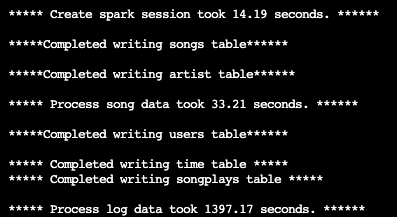 ***** Create spark session took 14.19 seconds. ******
*****Completed writing songs table******
*****Completed writing artist table******
***** Process song data took 33.21 seconds. ******
*****Completed writing users table******
***** Completed writing time table *****
***** Completed writing songplays table *****
***** Process log data took 1397.17 seconds. ******